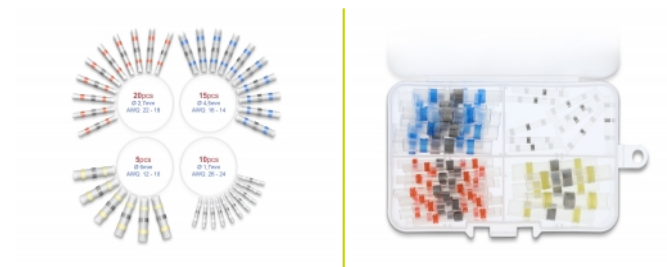 20pcs
Ø 2,7mm
AWG: 22 - 18
15pcs
Ø 4,5mm
AWG: 16 - 14
5pcs
Ø 6mm
AWG: 12 - 10
10pcs
Ø 1,7mm
AWG: 26 - 24